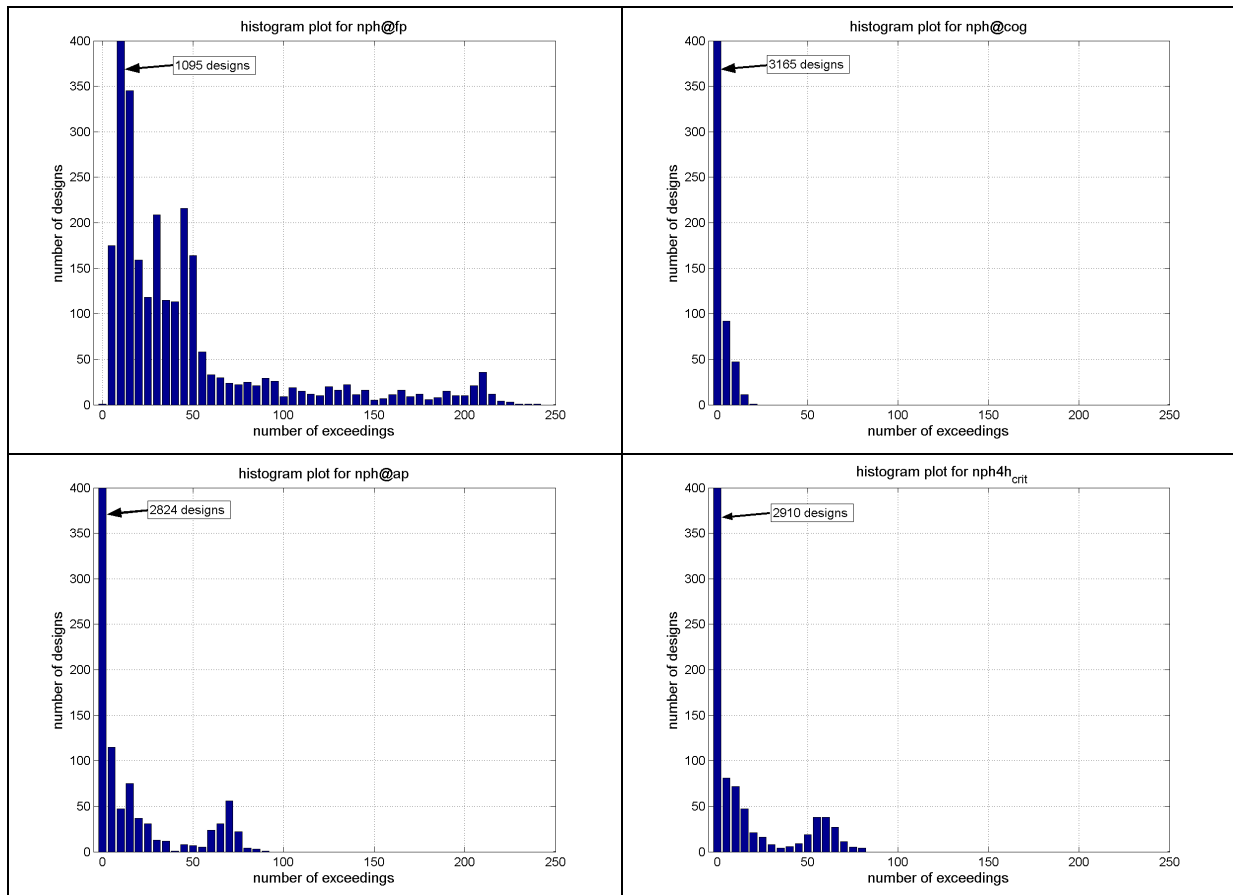 histogram plot for nph@fp
400
350
300
250
200
150
100
50
0
number of designs
1095 designs
0 50 100 150 200 250
number of exceedings
histogram plot for nph@cog
400
350
300
250
200
150
100
50
0
number of designs
3165 designs
0 50 100 150 200 250
number of exceedings
histogram plot for nph@ap
400
350
300
250
200
150
100
50
0
number of designs
2824 designs
0 50 100 150 200 250
number of exceedings
histogram plot for nph4h_crit
400
350
300
250
200
150
100
50
0
number of designs
2910 designs
0 50 100 150 200 250
number of exceedings